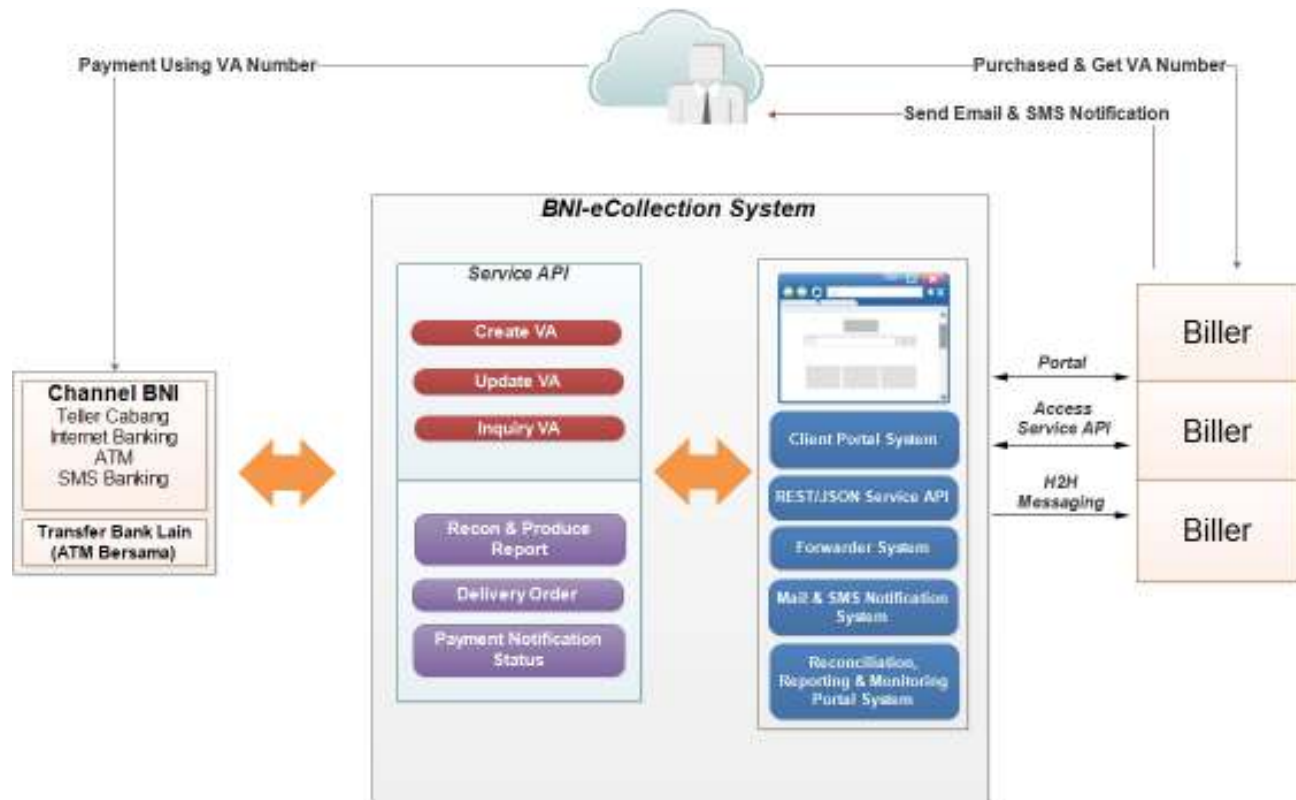 Payment Using VA Number
Purchased & Get VA Number
Send Email & SMS Notification
BNI-eCollection System
Service API
Create VA
Update VA
Inquiry VA
Recon & Produce
Report
Delivery Order
Payment Notification
Status
Channel BNI
Teller Cabang
Internet Banking
ATM
SMS Banking
Transfer Bank Lain
(ATM Bersama)
Client Portal System
REST/JSON Service API
Forwarder System
Mail & SMS Notification
System
Reconciliation,
Reporting & Monitoring
Portal System
Portal
Access
Service API
H2H
Messaging
Biller
Biller
Biller